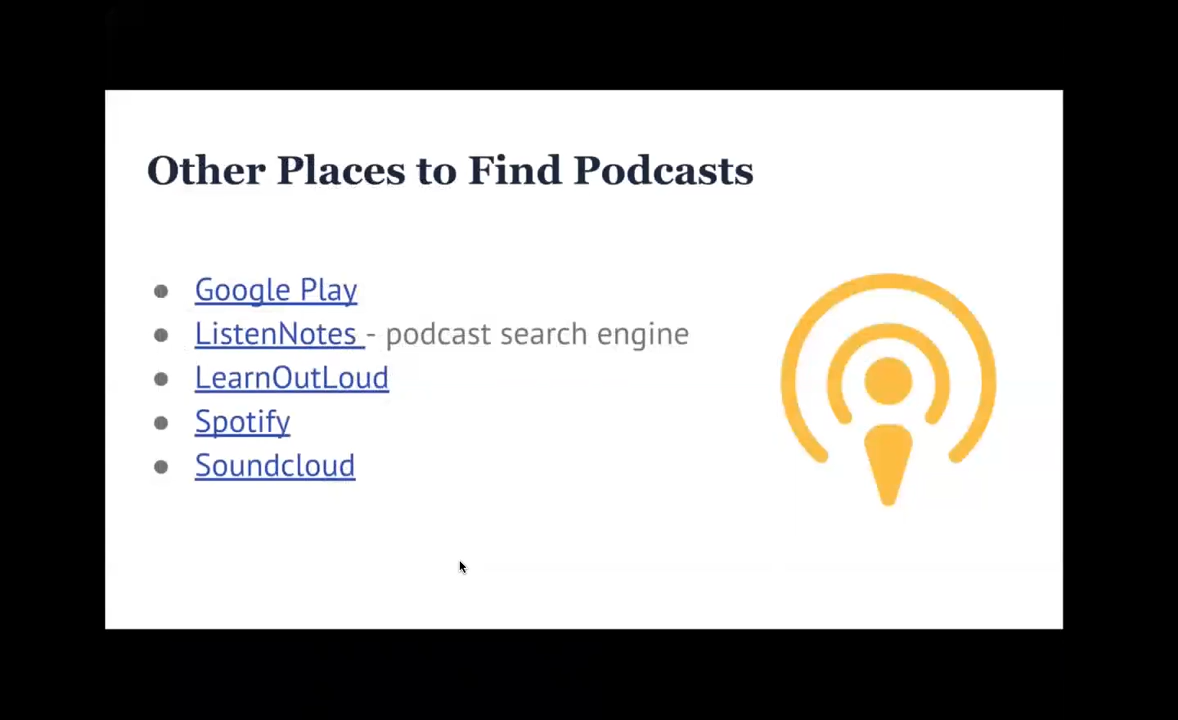 Other Places to Find Podcasts
● Google Play
● ListenNotes - podcast search engine
● LearnOutLoud
● Spotify
● Soundcloud